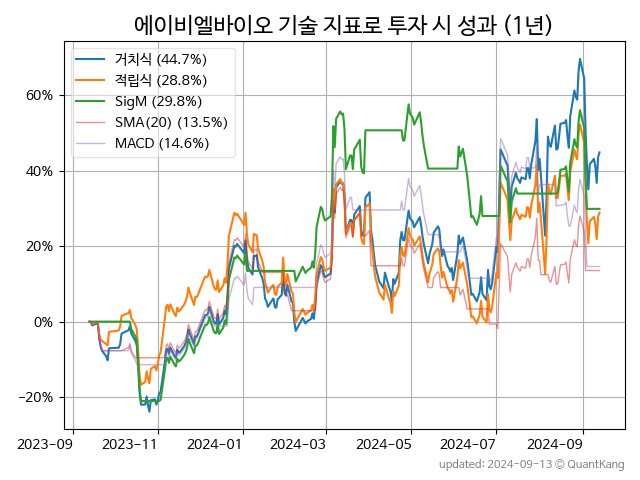 에이비엘바이오 기술 지표로 투자 시 성과 (1년)
거치식 (44.7%)
적립식 (28.8%)
SigM (29.8%)
SMA(20) (13.5%)
MACD (14.6%)
60%
40%
20%
0%
−20%
2023-09 2023-11 2024-01 2024-03 2024-05 2024-07 2024-09
updated: 2024-09-13 © QuantKang